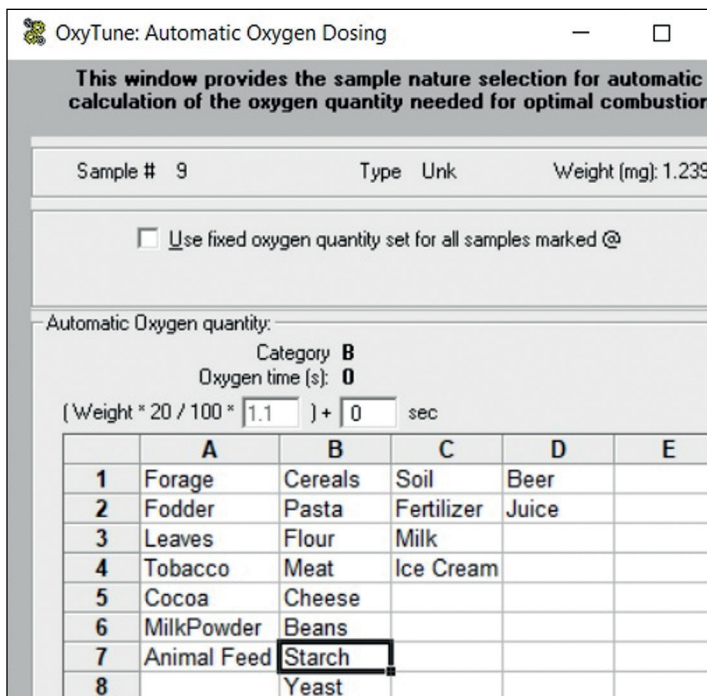 OxyTune: Automatic Oxygen Dosing
This window provides the sample nature selection for automatic
calculation of the oxygen quantity needed for optimal combustion
Sample # 9 Type Unk Weight (mg): 1.239
Use fixed oxygen quantity set for all samples marked @
Automatic Oxygen quantity:
Category B
Oxygen time (s): 0
( Weight * 20 / 100 * 1.1 ) + 0 sec
A B C D E
1 Forage Cereals Soil Beer
2 Fodder Pasta Fertilizer Juice
3 Leaves Flour Milk
4 Tobacco Meat Ice Cream
5 Cocoa Cheese
6 MilkPowder Beans
7 Animal Feed Starch
8 Yeast